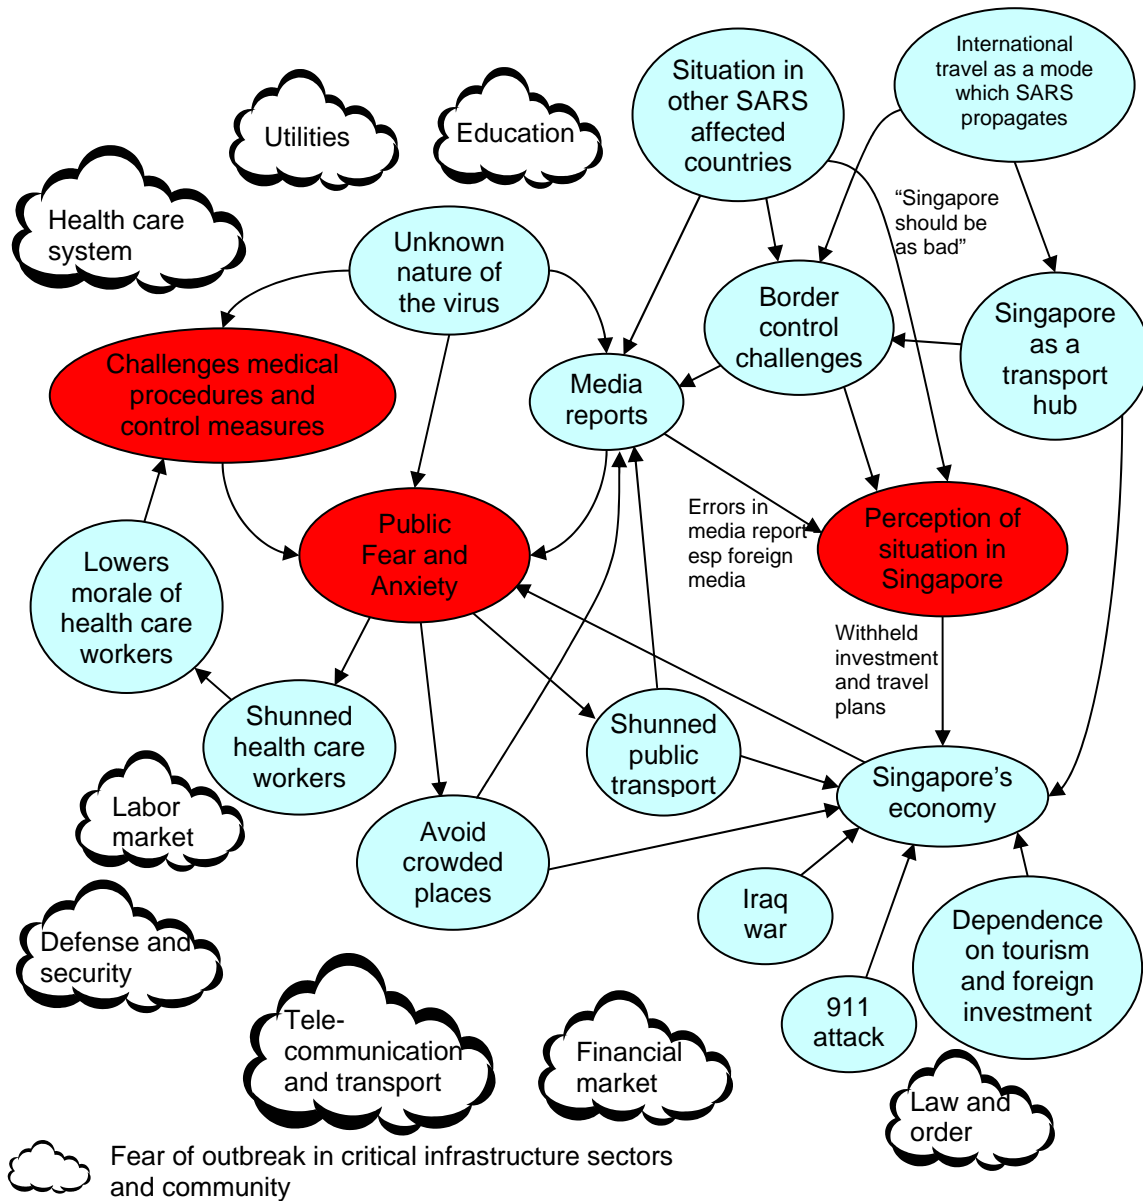 International
travel as a mode
which SARS
propagates
Situation in
other SARS
affected
countries
Utilities
Education
“Singapore
should be
as bad”
Health care
system
Unknown
nature of
the virus
Border
control
challenges
Singapore
as a
transport
hub
Challenges medical
procedures and
control measures
Media
reports
Errors in
media report
esp foreign
media
Public
Fear and
Anxiety
Perception of
situation in
Singapore
Lowers
morale of
health care
workers
Withheld
investment
and travel
plans
Shunned
health care
workers
Shunned
public
transport
Singapore’s
economy
Labor
market
Avoid
crowded
places
Iraq
war
Dependence
on tourism
and foreign
investment
Defense and
security
911
attack
Tele-
communication
and transport
Financial
market
Law and
order
Fear of outbreak in critical infrastructure sectors
and community